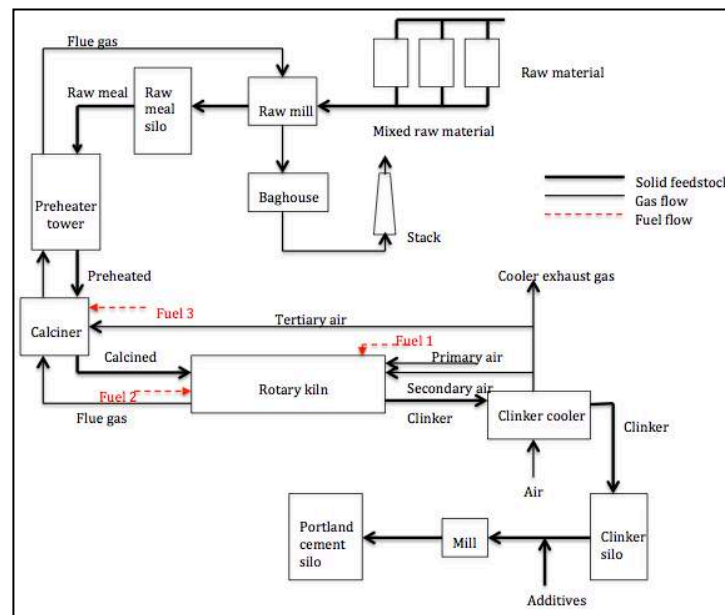 Flue gas
Raw material
Raw meal
Raw
meal
silo
Raw mill
Mixed raw material
Preheater
tower
Baghouse
Stack
Solid feedstock
Gas flow
Fuel flow
Preheated
Cooler exhaust gas
Calciner
Fuel 3
Tertiary air
Fuel 1
Calcined
Primary air
Fuel 2
Rotary kiln
Secondary air
Flue gas
Clinker
Clinker cooler
Clinker
Air
Portland
cement
silo
Mill
Clinker
silo
Additives